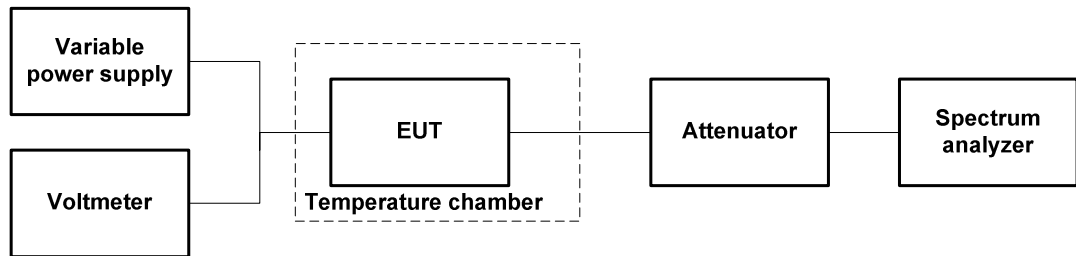 Variable
power supply
Voltmeter
EUT
Temperature chamber
Attenuator
Spectrum
analyzer